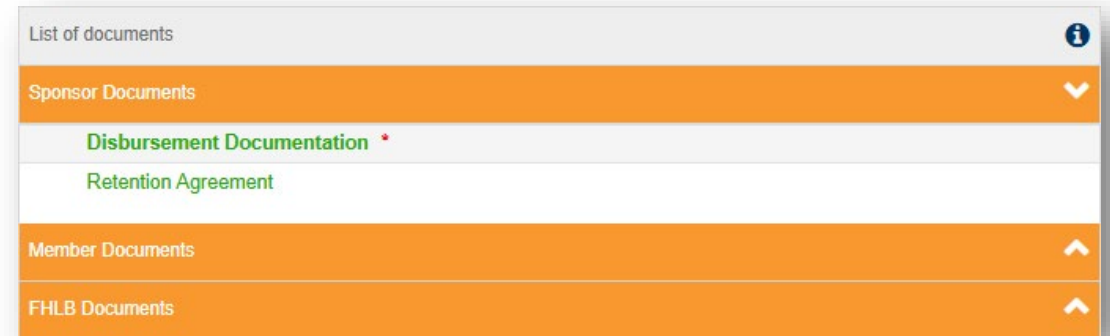 List of documents
Sponsor Documents
Disbursement Documentation *
Retention Agreement
Member Documents
FHLB Documents